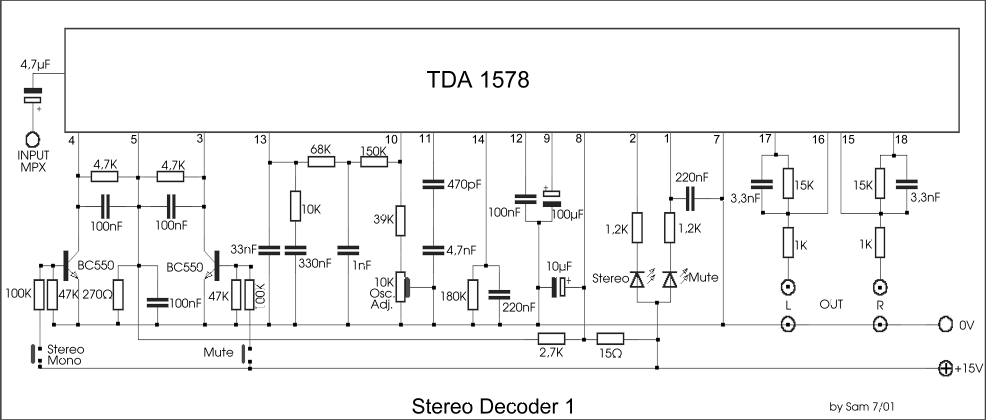 TDA 1578
4,7µF
+
INPUT
MPX
4
5
3
13
10
11
14
12
9
8
2
1
7
17
16
15
18
4,7K
4,7K
100nF
100nF
BC550
BC550
100K
47K
270Ω
100nF
47K
100K
68K
150K
10K
33nF
330nF
1nF
39K
10K
Osc.
Adj.
470pF
4,7nF
180K
220nF
100nF
+
100µF
10µF
+
1,2K
1,2K
220nF
Stereo
Mute
3,3nF
15K
15K
3,3nF
1K
1K
L
OUT
R
0V
2.7K
15Ω
+15V
Stereo
Mono
Mute
Stereo Decoder 1
by Sam 7/01